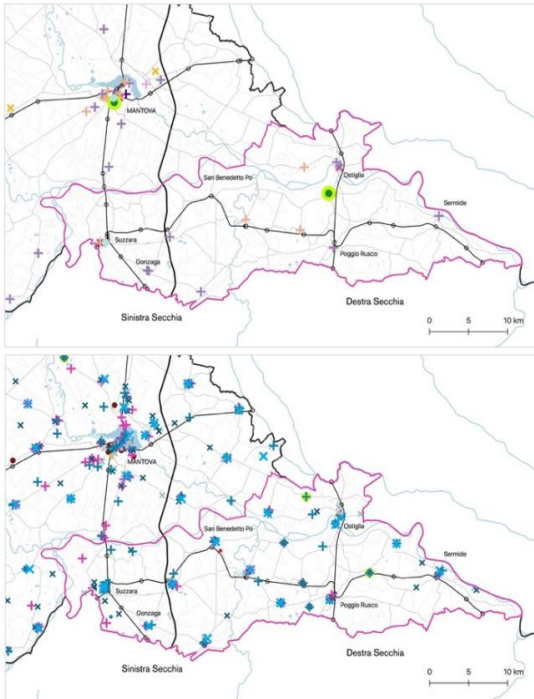 MANTOVA
San Benedetto Po
Ostiglia
Sermide
Suzzara
Gonzaga
Poggio Rusco
Sinistra Secchia
Destra Secchia
0 5 10 km
MANTOVA
San Benedetto Po
Ostiglia
Sermide
Suzzara
Gonzaga
Poggio Rusco
Sinistra Secchia
Destra Secchia
0 5 10 km